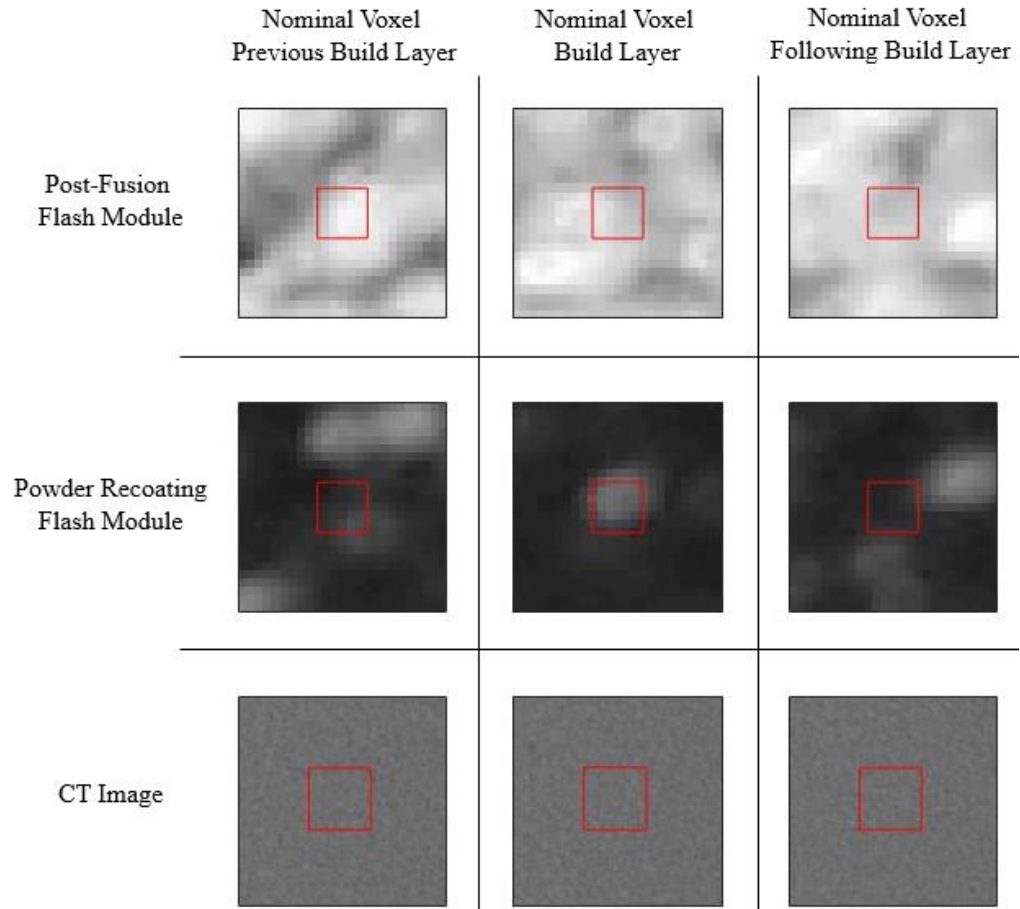 Nominal Voxel
Previous Build Layer
Nominal Voxel
Build Layer
Nominal Voxel
Following Build Layer
Post-Fusion
Flash Module
Powder Recoating
Flash Module
CT Image